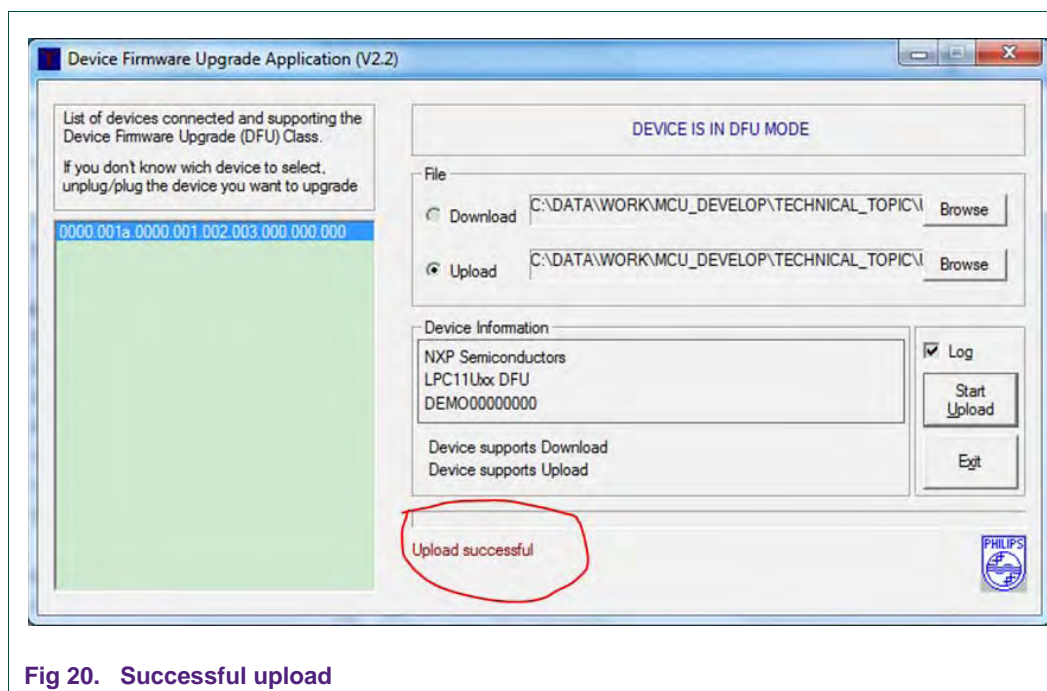 Device Firmware Upgrade Application (V2.2)
List of devices connected and supporting the
Device Firmware Upgrade (DFU) Class.
If you don't know wich device to select,
unplug/plug the device you want to upgrade
0000.001a.0000.001.002.003.000.000.000
DEVICE IS IN DFU MODE
File
Download C:\DATA\WORK\MCU_DEVELOP\TECHNICAL_TOPIC\ Browse
Upload C:\DATA\WORK\MCU_DEVELOP\TECHNICAL_TOPIC\ Browse
Device Information
NXP Semiconductors
LPC11Uxx DFU
DEMO00000000
Device supports Download
Device supports Upload
Log
Start
Upload
Exit
Upload successful
PHILIPS
Fig 20. Successful upload